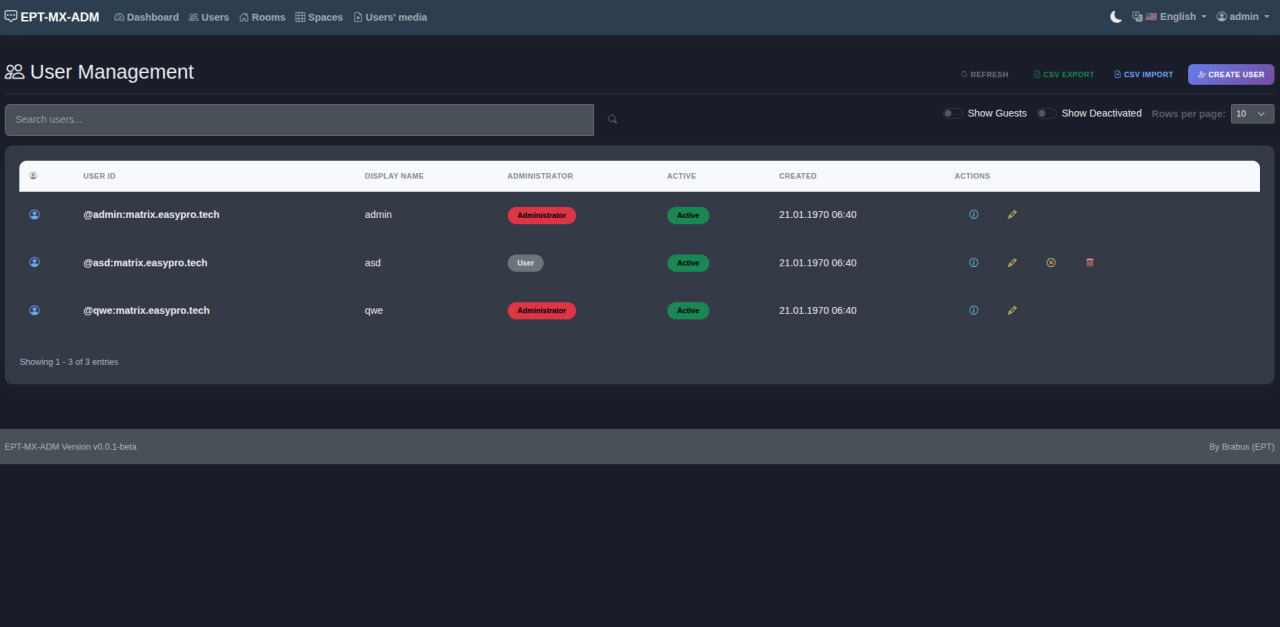 EPT-MX-ADM Dashboard Users Rooms Spaces Users' media English admin
User Management REFRESH CSV EXPORT CSV IMPORT CREATE USER
Search users... Show Guests Show Deactivated Rows per page: 10
USER ID DISPLAY NAME ADMINISTRATOR ACTIVE CREATED ACTIONS
@admin:matrix.easypro.tech admin Administrator Active 21.01.1970 06:40
@asd:matrix.easypro.tech asd User Active 21.01.1970 06:40
@qwe:matrix.easypro.tech qwe Administrator Active 21.01.1970 06:40
Showing 1 - 3 of 3 entries
EPT-MX-ADM Version v0.0.1-beta By Brabus (EPT)